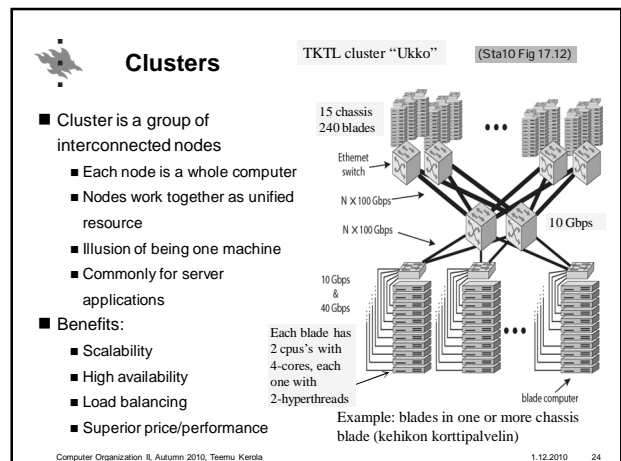 Clusters
TKTL cluster “Ukko”
(Sta10 Fig 17.12)
■ Cluster is a group of
interconnected nodes
■ Each node is a whole computer
■ Nodes work together as unified
resource
■ Illusion of being one machine
■ Commonly for server
applications
■ Benefits:
■ Scalability
■ High availability
■ Load balancing
■ Superior price/performance
15 chassis
240 blades
Ethernet
switch
N X 100 Gbps
N X 100 Gbps
10 Gbps
10 Gbps
&
40 Gbps
Each blade has
2 cpus’s with
4-cores, each
one with
2-hyperthreads
blade computer
Example: blades in one or more chassis
blade (kehikon korttipalvelin)
Computer Organization II, Autumn 2010, Teemu Kerola
1.12.2010
24